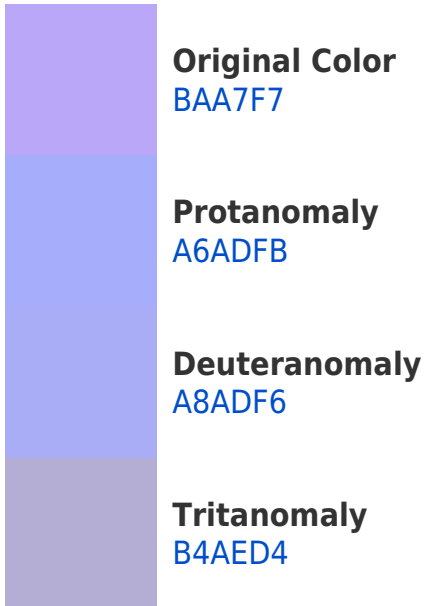 Original Color
BAA7F7
Protanomaly
A6ADFB
Deuteranomaly
A8ADF6
Tritanomaly
B4AED4